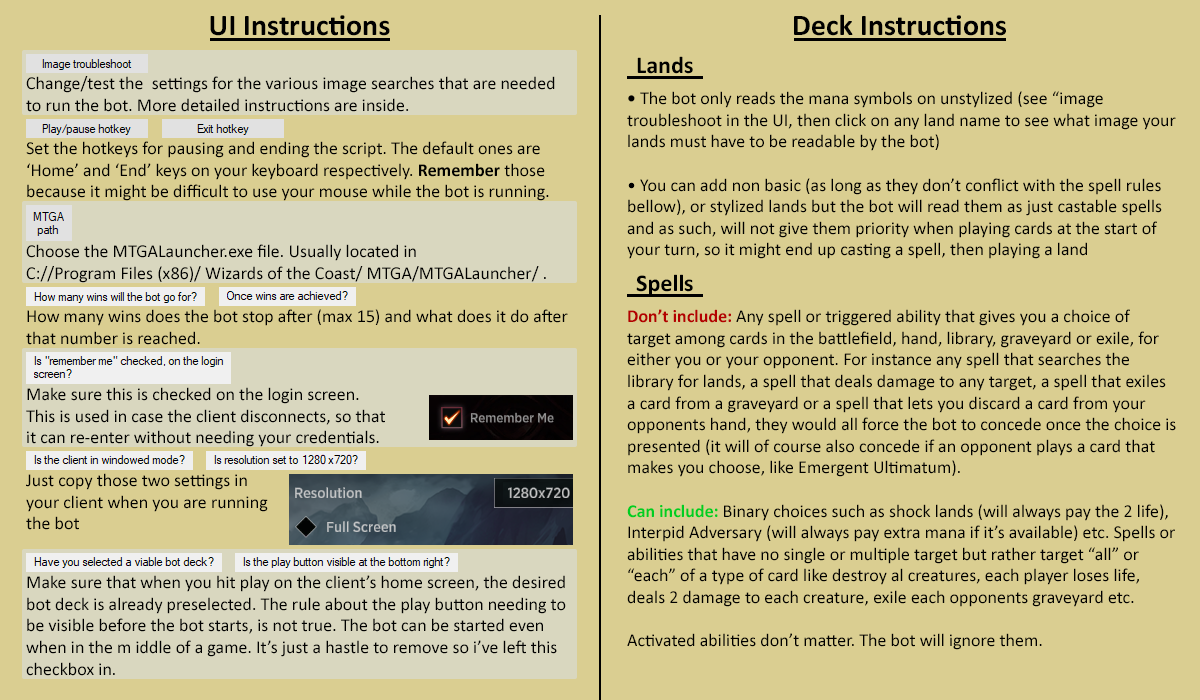 UI Instructions
Image troubleshoot
Change/test the  settings for the various image searches that are needed
to run the bot. More detailed instructions are inside.
Play/pause hotkey
Exit hotkey
Set the hotkeys for pausing and ending the script. The default ones are
‘Home’ and ‘End’ keys on your keyboard respectively. Remember those
because it might be difficult to use your mouse while the bot is running.
MTGA
path
Choose the MTGALauncher.exe file. Usually located in
C://Program Files (x86)/ Wizards of the Coast/ MTGA/MTGALauncher/ .
How many wins will the bot go for?
Once wins are achieved?
How many wins does the bot stop after (max 15) and what does it do after
that number is reached.
Is "remember me" checked, on the login
screen?
Make sure this is checked on the login screen.
This is used in case the client disconnects, so that
it can re-enter without needing your credentials.
Remember Me
Is the client in windowed mode?
Is resolution set to 1280 x720?
Just copy those two settings in
your client when you are running
the bot
Resolution
1280x720
Full Screen
Have you selected a viable bot deck?
Is the play button visible at the bottom right?
Make sure that when you hit play on the client’s home screen, the desired
bot deck is already preselected. The rule about the play button needing to
be visible before the bot starts, is not true. The bot can be started even
when in the m iddle of a game. It’s just a hastle to remove so i’ve left this
checkbox in.
Deck Instructions
Lands
• The bot only reads the mana symbols on unstylized (see “image
troubleshoot in the UI, then click on any land name to see what image your
lands must have to be readable by the bot)
• You can add non basic (as long as they don’t conflict with the spell rules
bellow), or stylized lands but the bot will read them as just castable spells
and as such, will not give them priority when playing cards at the start of
your turn, so it might end up casting a spell, then playing a land
Spells
Don’t include: Any spell or triggered ability that gives you a choice of
target among cards in the battlefield, hand, library, graveyard or exile, for
either you or your opponent. For instance any spell that searches the
library for lands, a spell that deals damage to any target, a spell that exiles
a card from a graveyard or a spell that lets you discard a card from your
opponents hand, they would all force the bot to concede once the choice is
presented (it will of course also concede if an opponent plays a card that
makes you choose, like Emergent Ultimatum).
Can include: Binary choices such as shock lands (will always pay the 2 life),
Interpid Adversary (will always pay extra mana if it’s available) etc. Spells or
abilities that have no single or multiple target but rather target “all” or
“each” of a type of card like destroy al creatures, each player loses life,
deals 2 damage to each creature, exile each opponents graveyard etc.
Activated abilities don’t matter. The bot will ignore them.